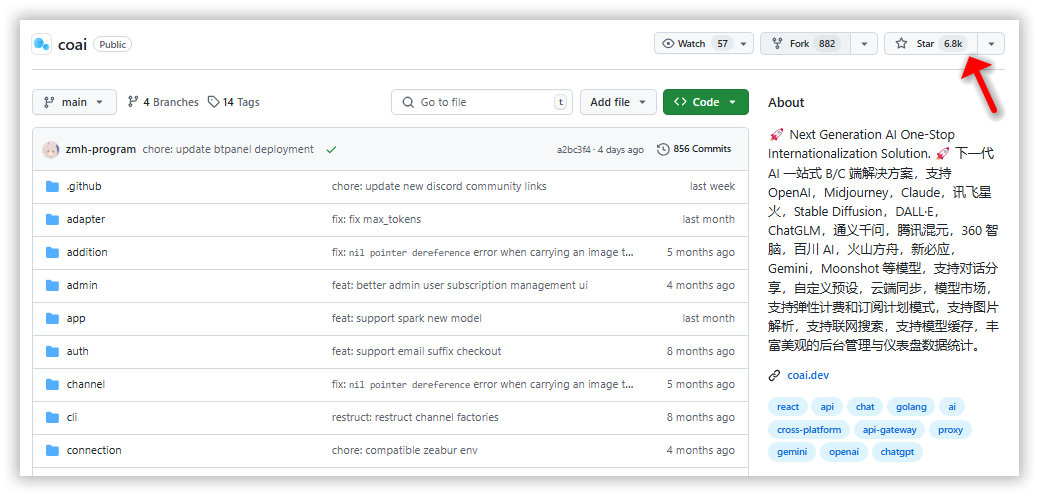 coai Public Watch 57 Fork 882 Star 6.8k
main 4 Branches 14 Tags Go to file t Add file Code
zmh-program chore: update btpanel deployment a2bc3f4 · 4 days ago 856 Commits
.github chore: update new discord community links last week
adapter fix: fix max_tokens last month
addition fix: nil pointer dereference error when carrying an image t... 5 months ago
admin feat: better admin user subscription management ui 4 months ago
app feat: support spark new model last month
auth feat: support email suffix checkout 8 months ago
channel fix: nil pointer dereference error when carrying an image t... 5 months ago
cli restruct: restruct channel factories 8 months ago
connection chore: compatible zeabur env 4 months ago
About
🚀 Next Generation AI One-Stop
Internationalization Solution. 🚀 下一代
AI 一站式 B/C 端解决方案，支持
OpenAI，Midjourney，Claude，讯飞星
火，Stable Diffusion，DALL·E，
ChatGLM，通义千问，腾讯混元，360 智
脑，百川 AI，火山方舟，新必应，
Gemini，Moonshot 等模型，支持对话分
享，自定义预设，云端同步，模型市场，
支持弹性计费和订阅计划模式，支持图片
解析，支持联网搜索，支持模型缓存，丰
富美观的后台管理与仪表盘数据统计。
coai.dev
react api chat golang ai
cross-platform api-gateway proxy
gemini openai chatgpt